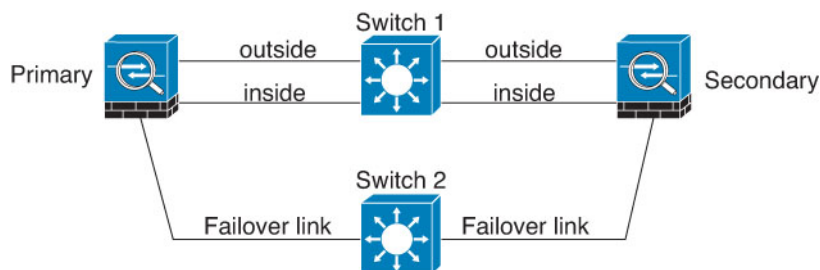 Switch 1
outside outside
Primary Secondary
inside inside
Switch 2
Failover link Failover link